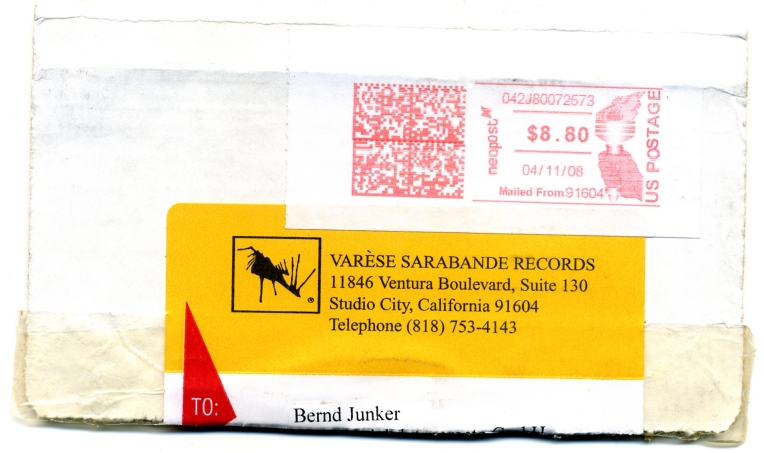 042J80072573
neopost
$8.80
04/11/08
Mailed From 91604
US POSTAGE
VARÈSE SARABANDE RECORDS
11846 Ventura Boulevard, Suite 130
Studio City, California 91604
Telephone (818) 753-4143
TO:
Bernd Junker
GmbH